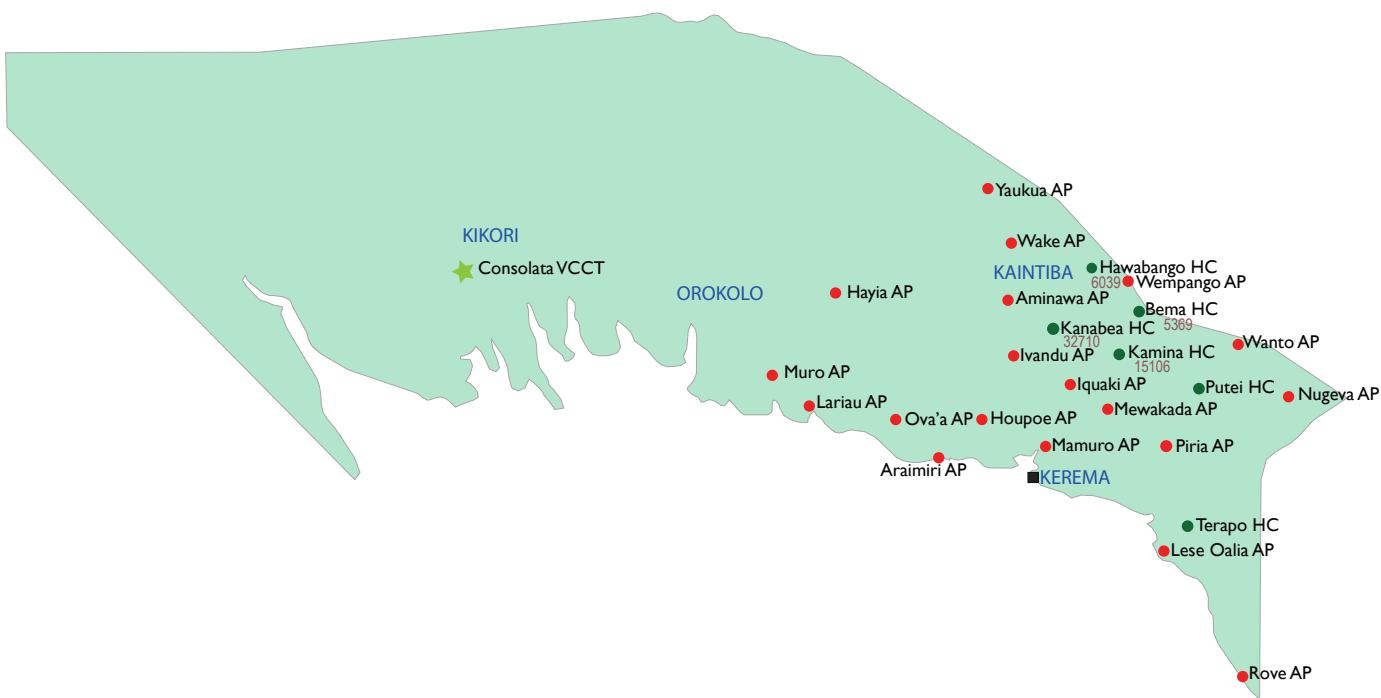 Yaukua AP
KIKORI
Wake AP
Consolata VCCT
KAINTIBA
Hawabango HC
6039
Wempango AP
OROKOLO
Hayia AP
Aminawa AP
Bema HC
5369
Kanabea HC
32710
Wanto AP
Ivandu AP
Kamina HC
15106
Muro AP
Iquaki AP
Putei HC
Nugeva AP
Lariau AP
Mewakada AP
Ova'a AP
Houpoe AP
Mamuro AP
Piria AP
Araimiri AP
KEREMA
Terapo HC
Lese Oalia AP
Rove AP